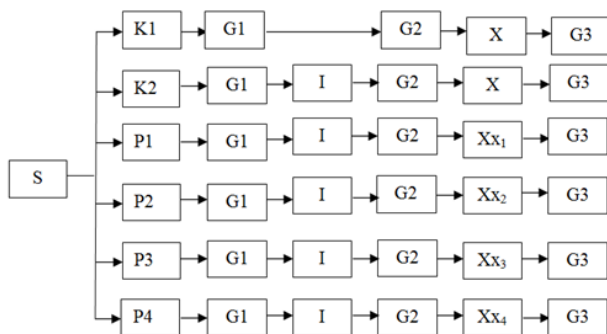 K1 G1 G2 X G3
K2 G1 I G2 X G3
P1 G1 I G2 Xx₁ G3
S
P2 G1 I G2 Xx₂ G3
P3 G1 I G2 Xx₃ G3
P4 G1 I G2 Xx₄ G3